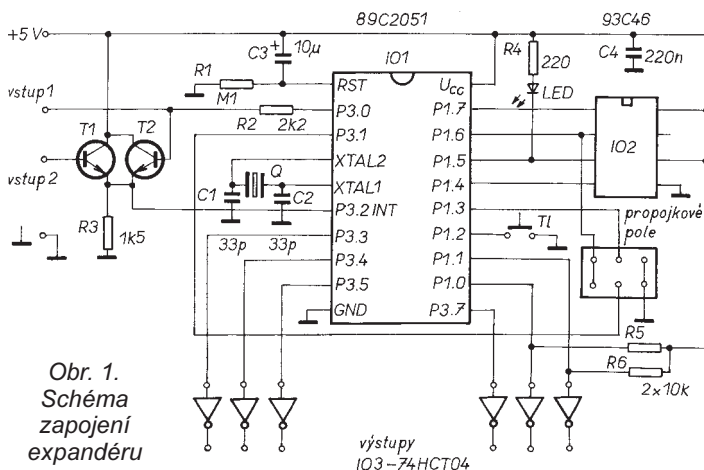 89C2051
93C46
+5 V
C3
10µ
R4
220
C4
220n
R1
M1
IO1
RST
Ucc
LED
vstup1
P3.0
P1.7
R2
2k2
P3.1
P1.6
IO2
T1
T2
XTAL2
P1.5
Q
XTAL1
P1.4
vstup 2
C1
C2
P3.2 INT
P1.3
propojkové
pole
R3
1k5
33p
33p
P3.3
P1.2
Tl
P3.4
P1.1
P3.5
P1.0
GND
P3.7
R5
R6
2×10k
Obr. 1.
Schéma
zapojení
expandéru
výstupy
IO3-74HCT04